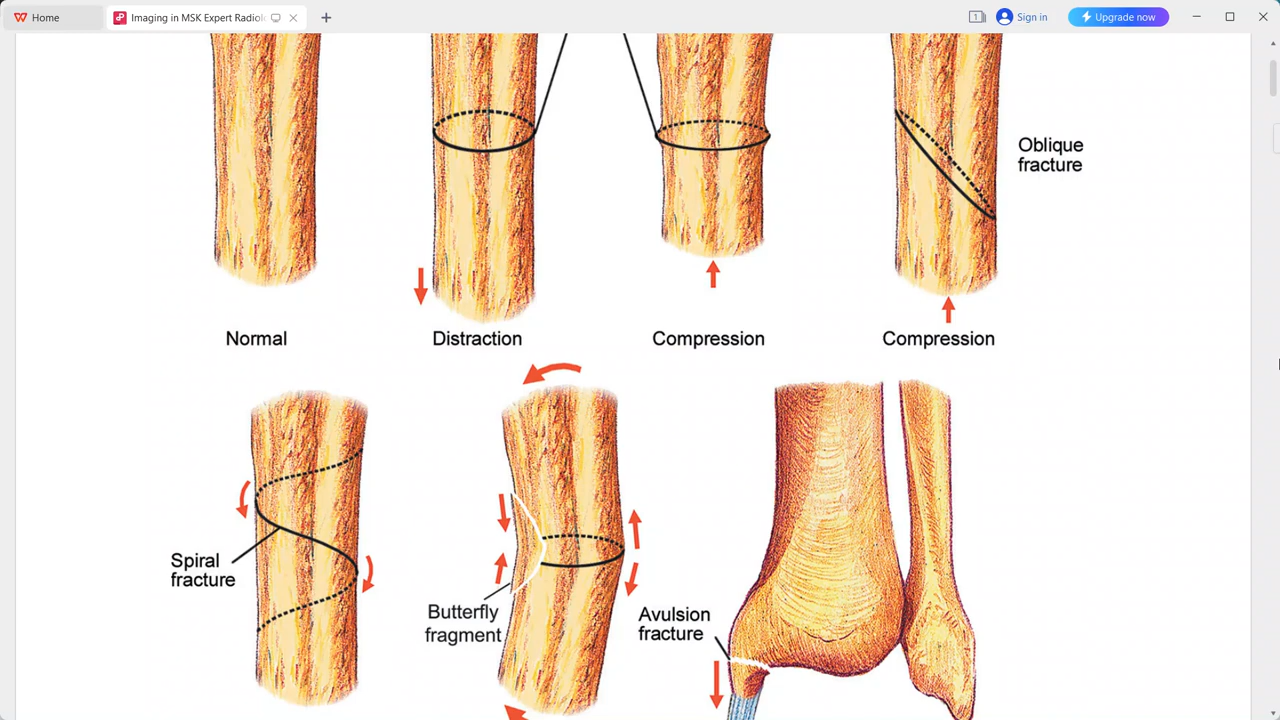 Home
Imaging in MSK Expert Radiol
1
Sign in
Upgrade now
Oblique
fracture
Normal
Distraction
Compression
Compression
Spiral
fracture
Butterfly
fragment
Avulsion
fracture